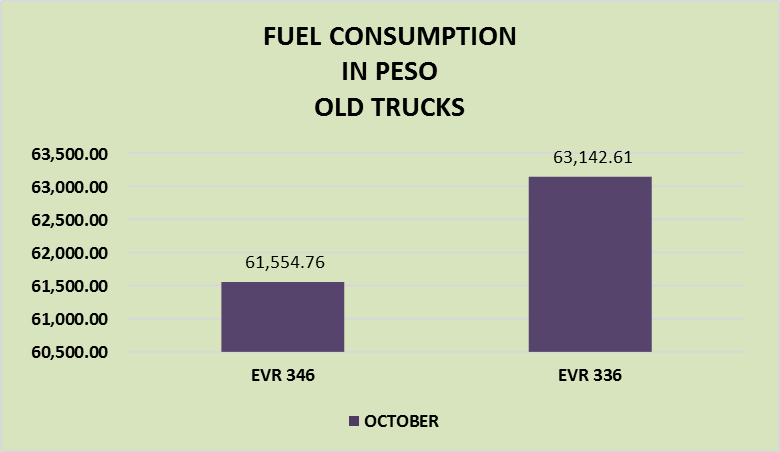 FUEL CONSUMPTION
IN PESO
OLD TRUCKS
63,500.00
63,000.00
62,500.00
62,000.00
61,500.00
61,000.00
60,500.00
61,554.76
63,142.61
EVR 346
EVR 336
OCTOBER